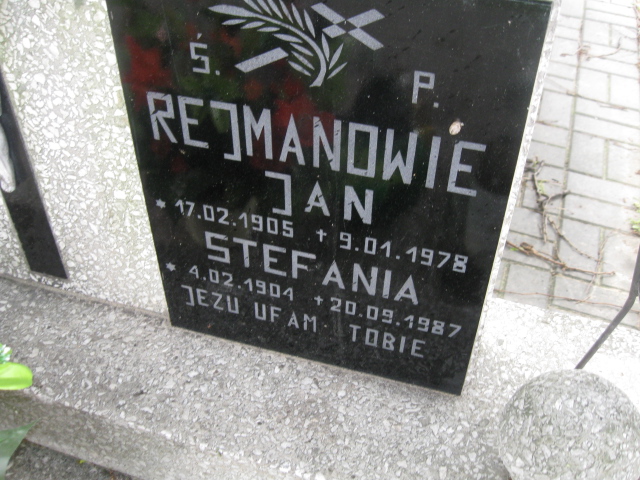 Ś. P.
REJMANOWIE
JAN
* 17.02.1905 + 9.01.1978
STEFANIA
* 4.02.1904 + 20.09.1987
JEZU UFAM TOBIE